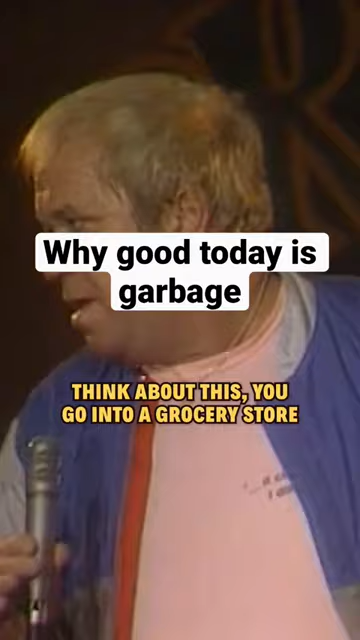 Why good today is
garbage
THINK ABOUT THIS, YOU
GO INTO A GROCERY STORE